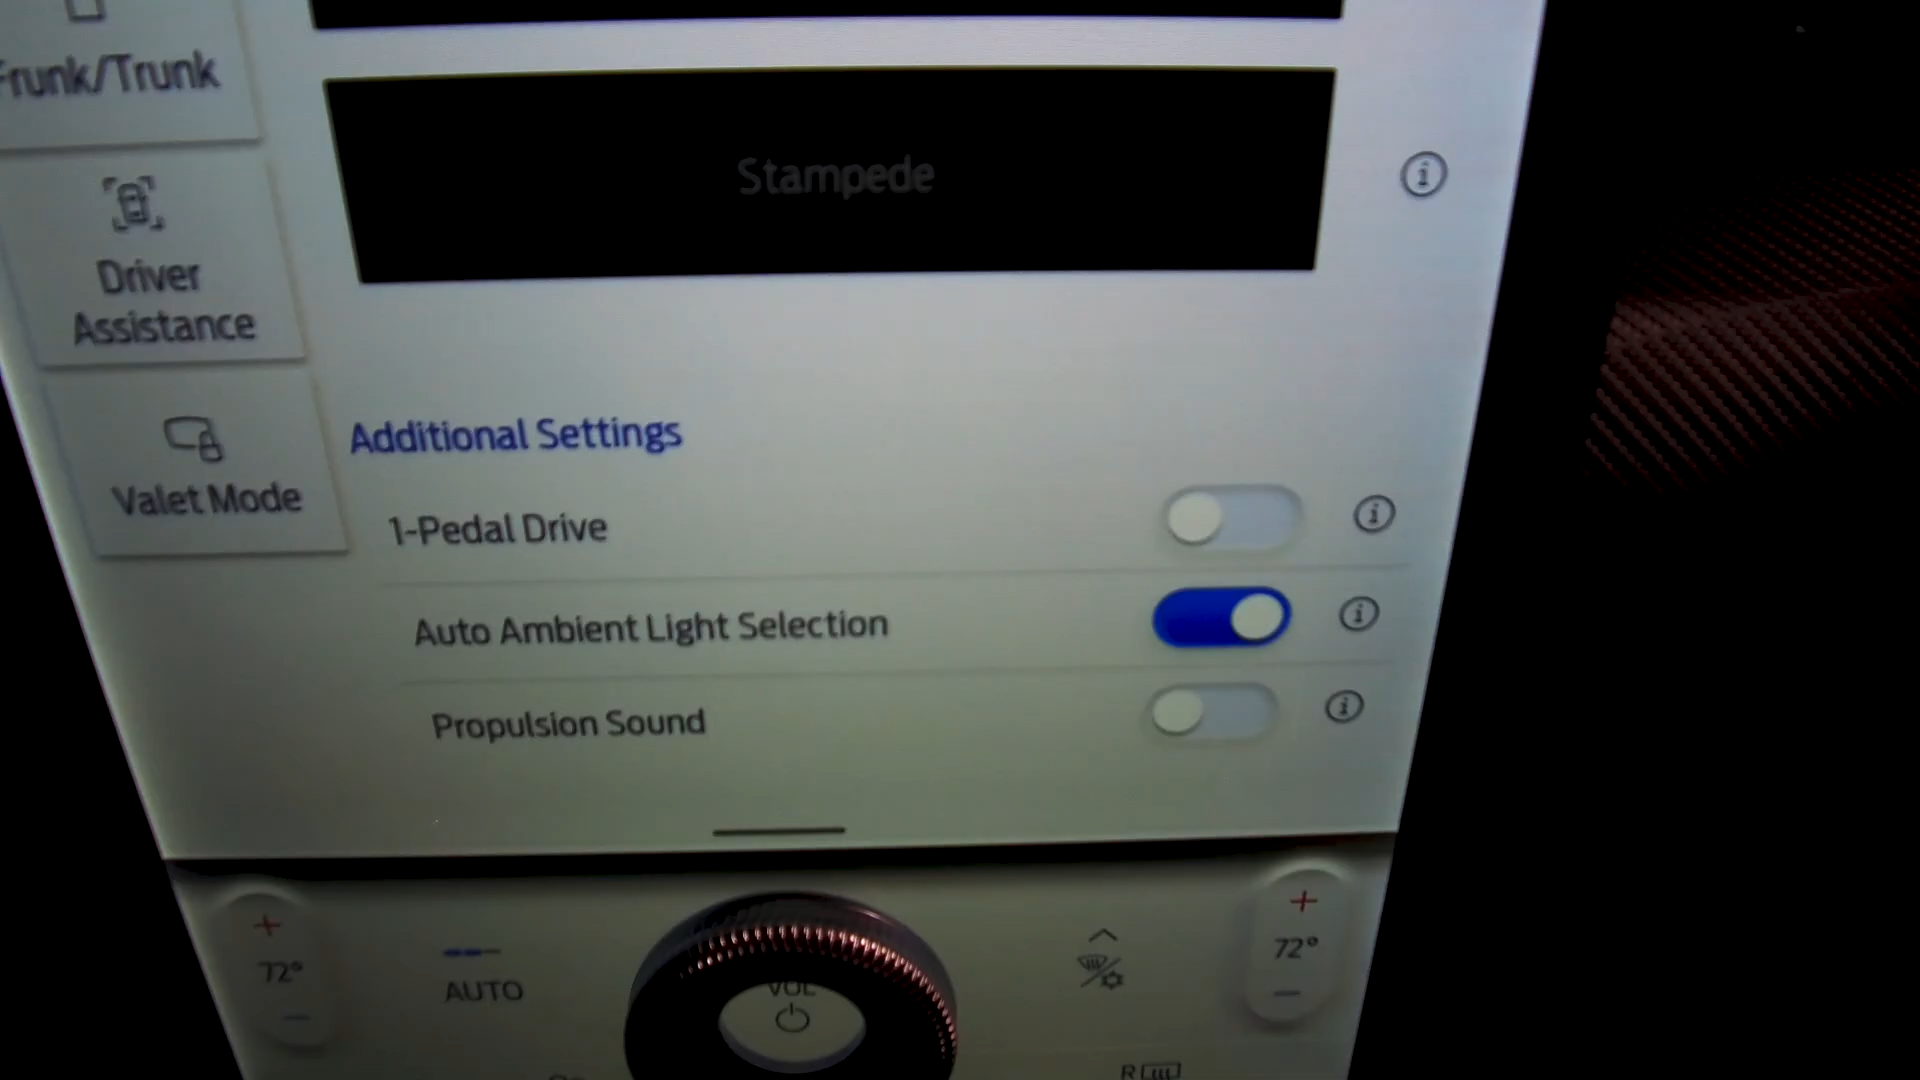 Frunk/Trunk
Stampede
Driver
Assistance
Additional Settings
Valet Mode
1-Pedal Drive
Auto Ambient Light Selection
Propulsion Sound
72°
AUTO
VOL
72°
R